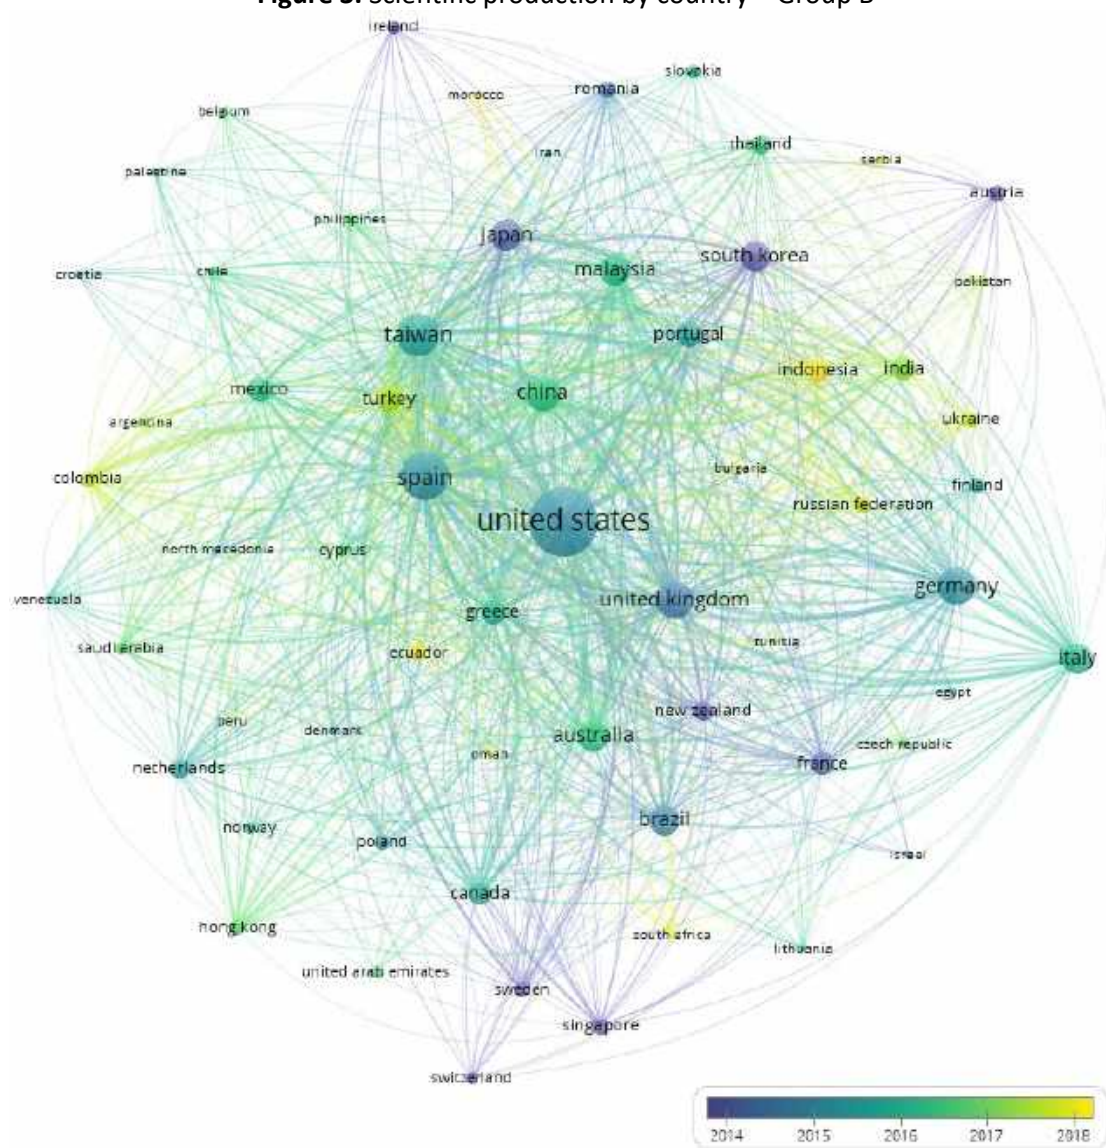 Figure 5. Scientific production by country – Group B
ireland
slovakia
romania
morocco
belgium
thailand
iran
serbia
palestine
austria
philippines
japan
south korea
malaysia
croatia
chile
pakistan
taiwan
portugal
indonesia
india
mexico
china
turkey
argentina
ukraine
bulgaria
colombia
spain
finland
russian federation
united states
north macedonia
cyprus
germany
venezuela
united kingdom
greece
tunisia
saudi arabia
ecuador
italy
egypt
new zealand
peru
denmark
australia
czech republic
oman
france
netherlands
brazil
norway
poland
israel
canada
hong kong
south africa
lithuania
united arab emirates
sweden
singapore
switzerland
2014 2015 2016 2017 2018